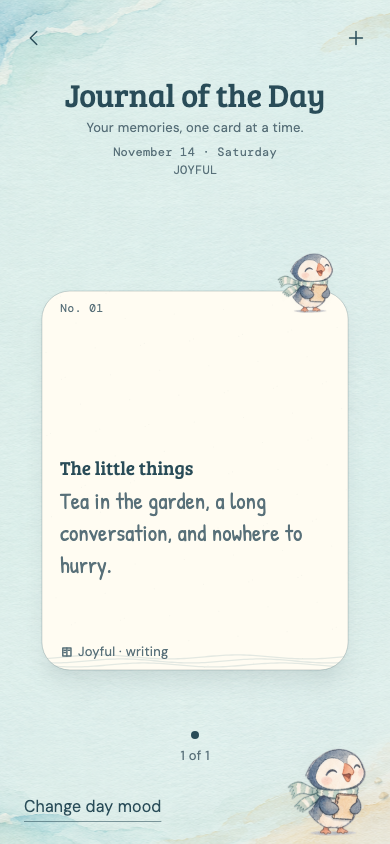 Journal of the Day
Your memories, one card at a time.
November 14 · Saturday
JOYFUL
No. 01
The little things
Tea in the garden, a long
conversation, and nowhere to
hurry.
Joyful · writing
1 of 1
Change day mood